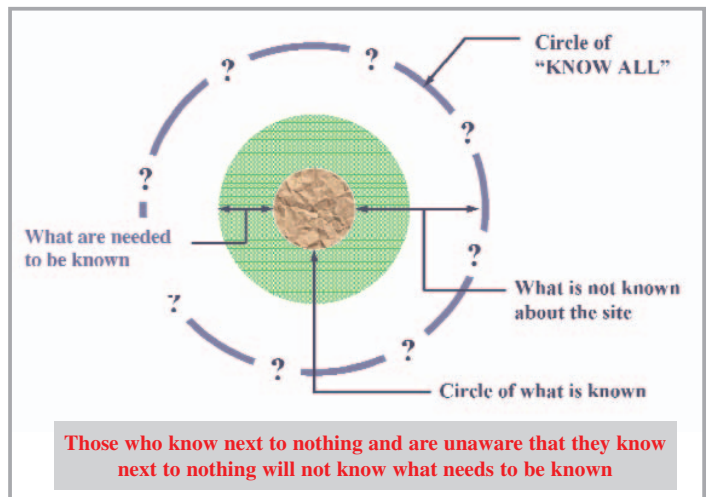 Circle of
“KNOW ALL”
?
?
?
?
What are needed
to be known
?
What is not known
about the site
?
?
?
Circle of what is known
Those who know next to nothing and are unaware that they know
next to nothing will not know what needs to be known